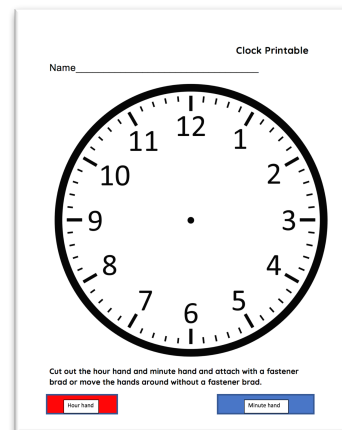 Clock Printable
Name
12
11
1
10
2
9
3
8
4
7
5
6
Cut out the hour hand and minute hand and attach with a fastener
brad or move the hands around without a fastener brad.
Hour hand
Minute hand